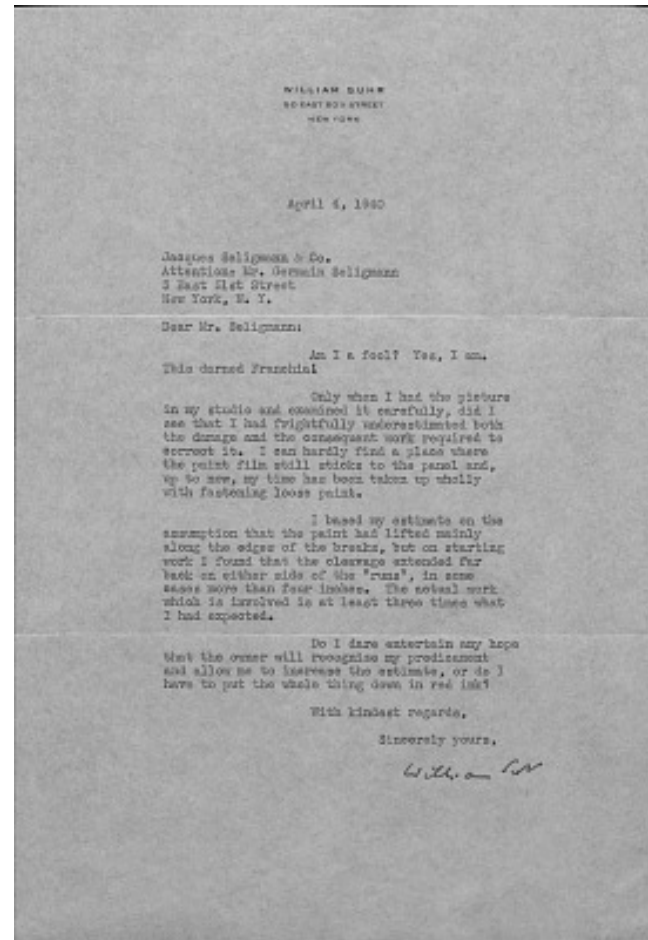 WILLIAM SUHR
50 EAST 80th STREET
NEW YORK
April 6, 1940
Jacques Seligmann & Co.
Attention: Mr. Germain Seligmann
5 East 51st Street
New York, N. Y.
Dear Mr. Seligmann:
Am I a fool? Yes, I am.
This darned Franchia!
Only when I had the picture
in my studio and examined it carefully, did I
see that I had frightfully underestimated both
the damage and the consequent work required to
correct it. I can hardly find a place where
the paint film still sticks to the panel and,
up to now, my time has been taken up wholly
with fastening loose paint.
I based my estimate on the
assumption that the paint had lifted mainly
along the edges of the breaks, but on starting
work I found that the cleavage extended far
back on either side of the "runs", in some
cases more than four inches. The actual work
which is involved is at least three times what
I had expected.
Do I dare entertain any hope
that the owner will recognize my predicament
and allow me to increase the estimate, or do I
have to put the whole thing down in red ink?
With kindest regards,
Sincerely yours,
William Suhr